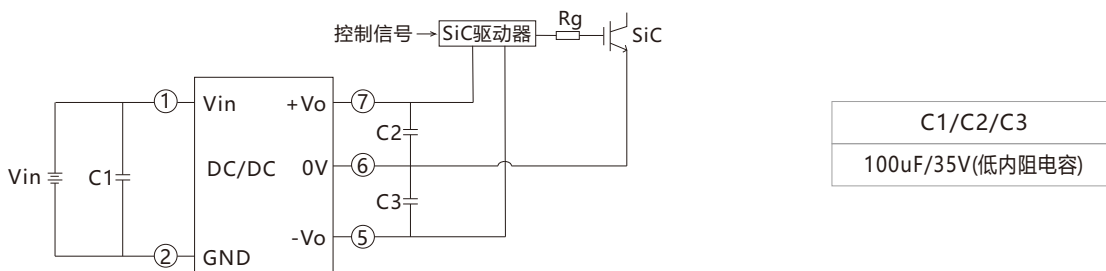 控制信号
SiC驱动器
Rg
SiC
① Vin
+Vo ⑦
C2
Vin
C1
DC/DC
0V ⑥
C3
② GND
-Vo ⑤
C1/C2/C3
100uF/35V(低内阻电容)